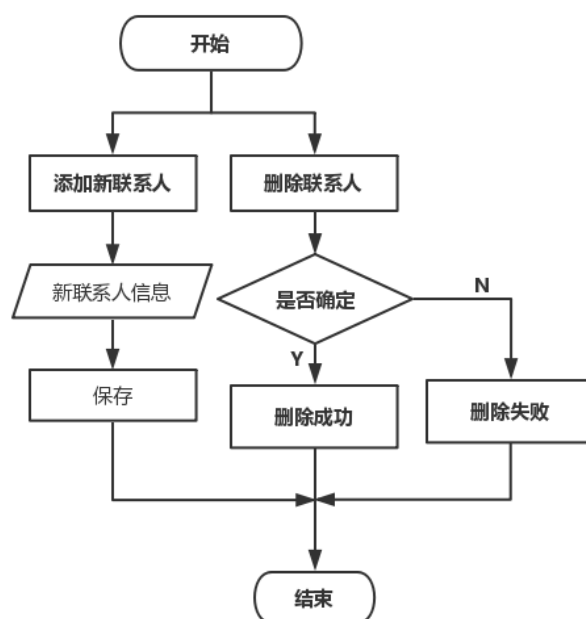 开始
添加新联系人
删除联系人
新联系人信息
是否确定
N
Y
保存
删除成功
删除失败
结束